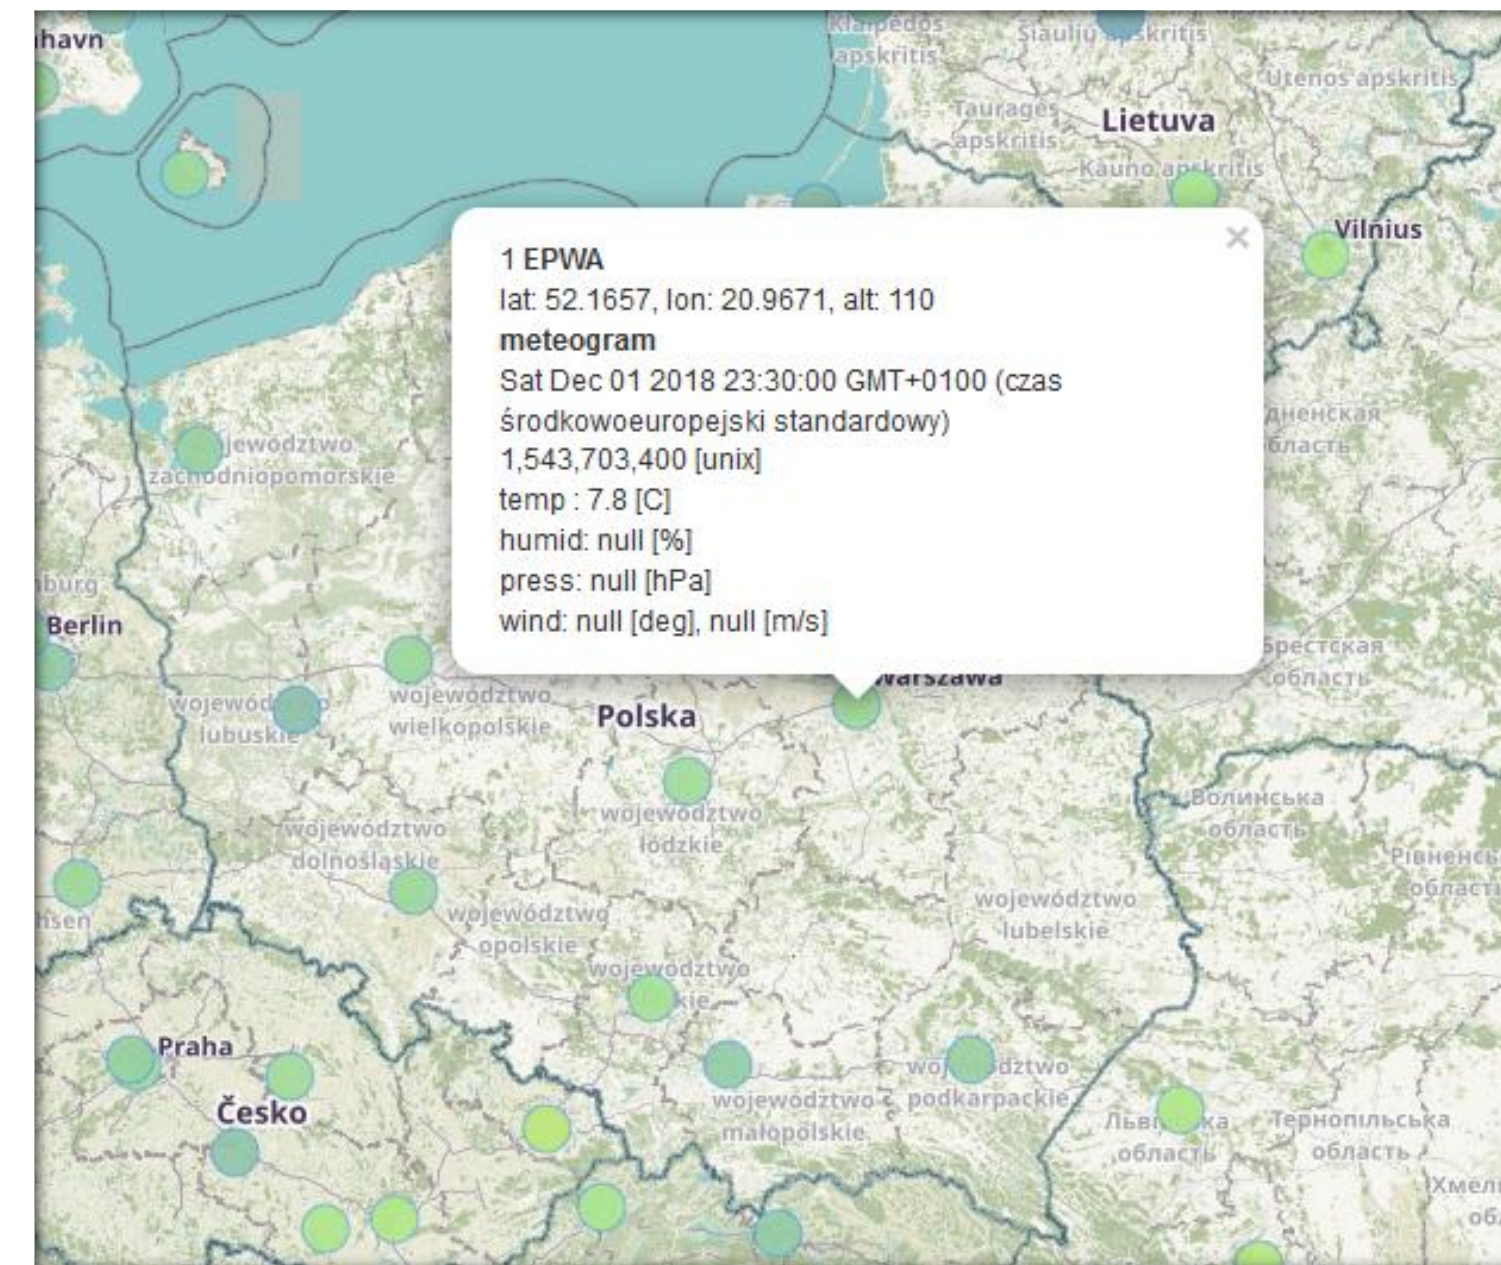 Klaipėdos
apskritis
Šiaulių apskritis
Utenos apskritis
Tauragės
apskritis
Lietuva
Kauno apskritis
Vilnius
×
1 EPWA
lat: 52.1657, lon: 20.9671, alt: 110
meteogram
Sat Dec 01 2018 23:30:00 GMT+0100 (czas
środkowoeuropejski standardowy)
1,543,703,400 [unix]
temp : 7.8 [C]
humid: null [%]
press: null [hPa]
wind: null [deg], null [m/s]
zachodniopomorskie
Berlin
Warszawa
lubuskie
województwo
wielkopolskie
Polska
województwo
łódzkie
województwo
dolnośląskie
województwo
opolskie
województwo
lubelskie
Брестская
область
Волинська
область
województwo
Praha
Česko
województwo
małopolskie
podkarpackie
область
Тернопільська
область